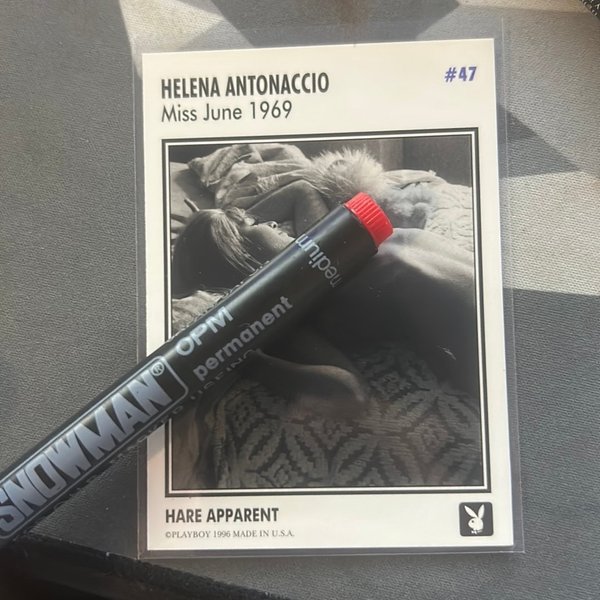 HELENA ANTONACCIO
#47
Miss June 1969
medium
OPM
permanent
SNOWMAN®
HARE APPARENT
©PLAYBOY 1996 MADE IN U.S.A.